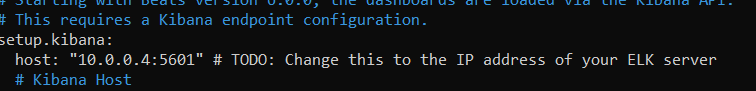 # Starting with Beats version 6.0.0, the dashboards are loaded via the Kibana API.
# This requires a Kibana endpoint configuration.
setup.kibana:
host: "10.0.0.4:5601" # TODO: Change this to the IP address of your ELK server
# Kibana Host